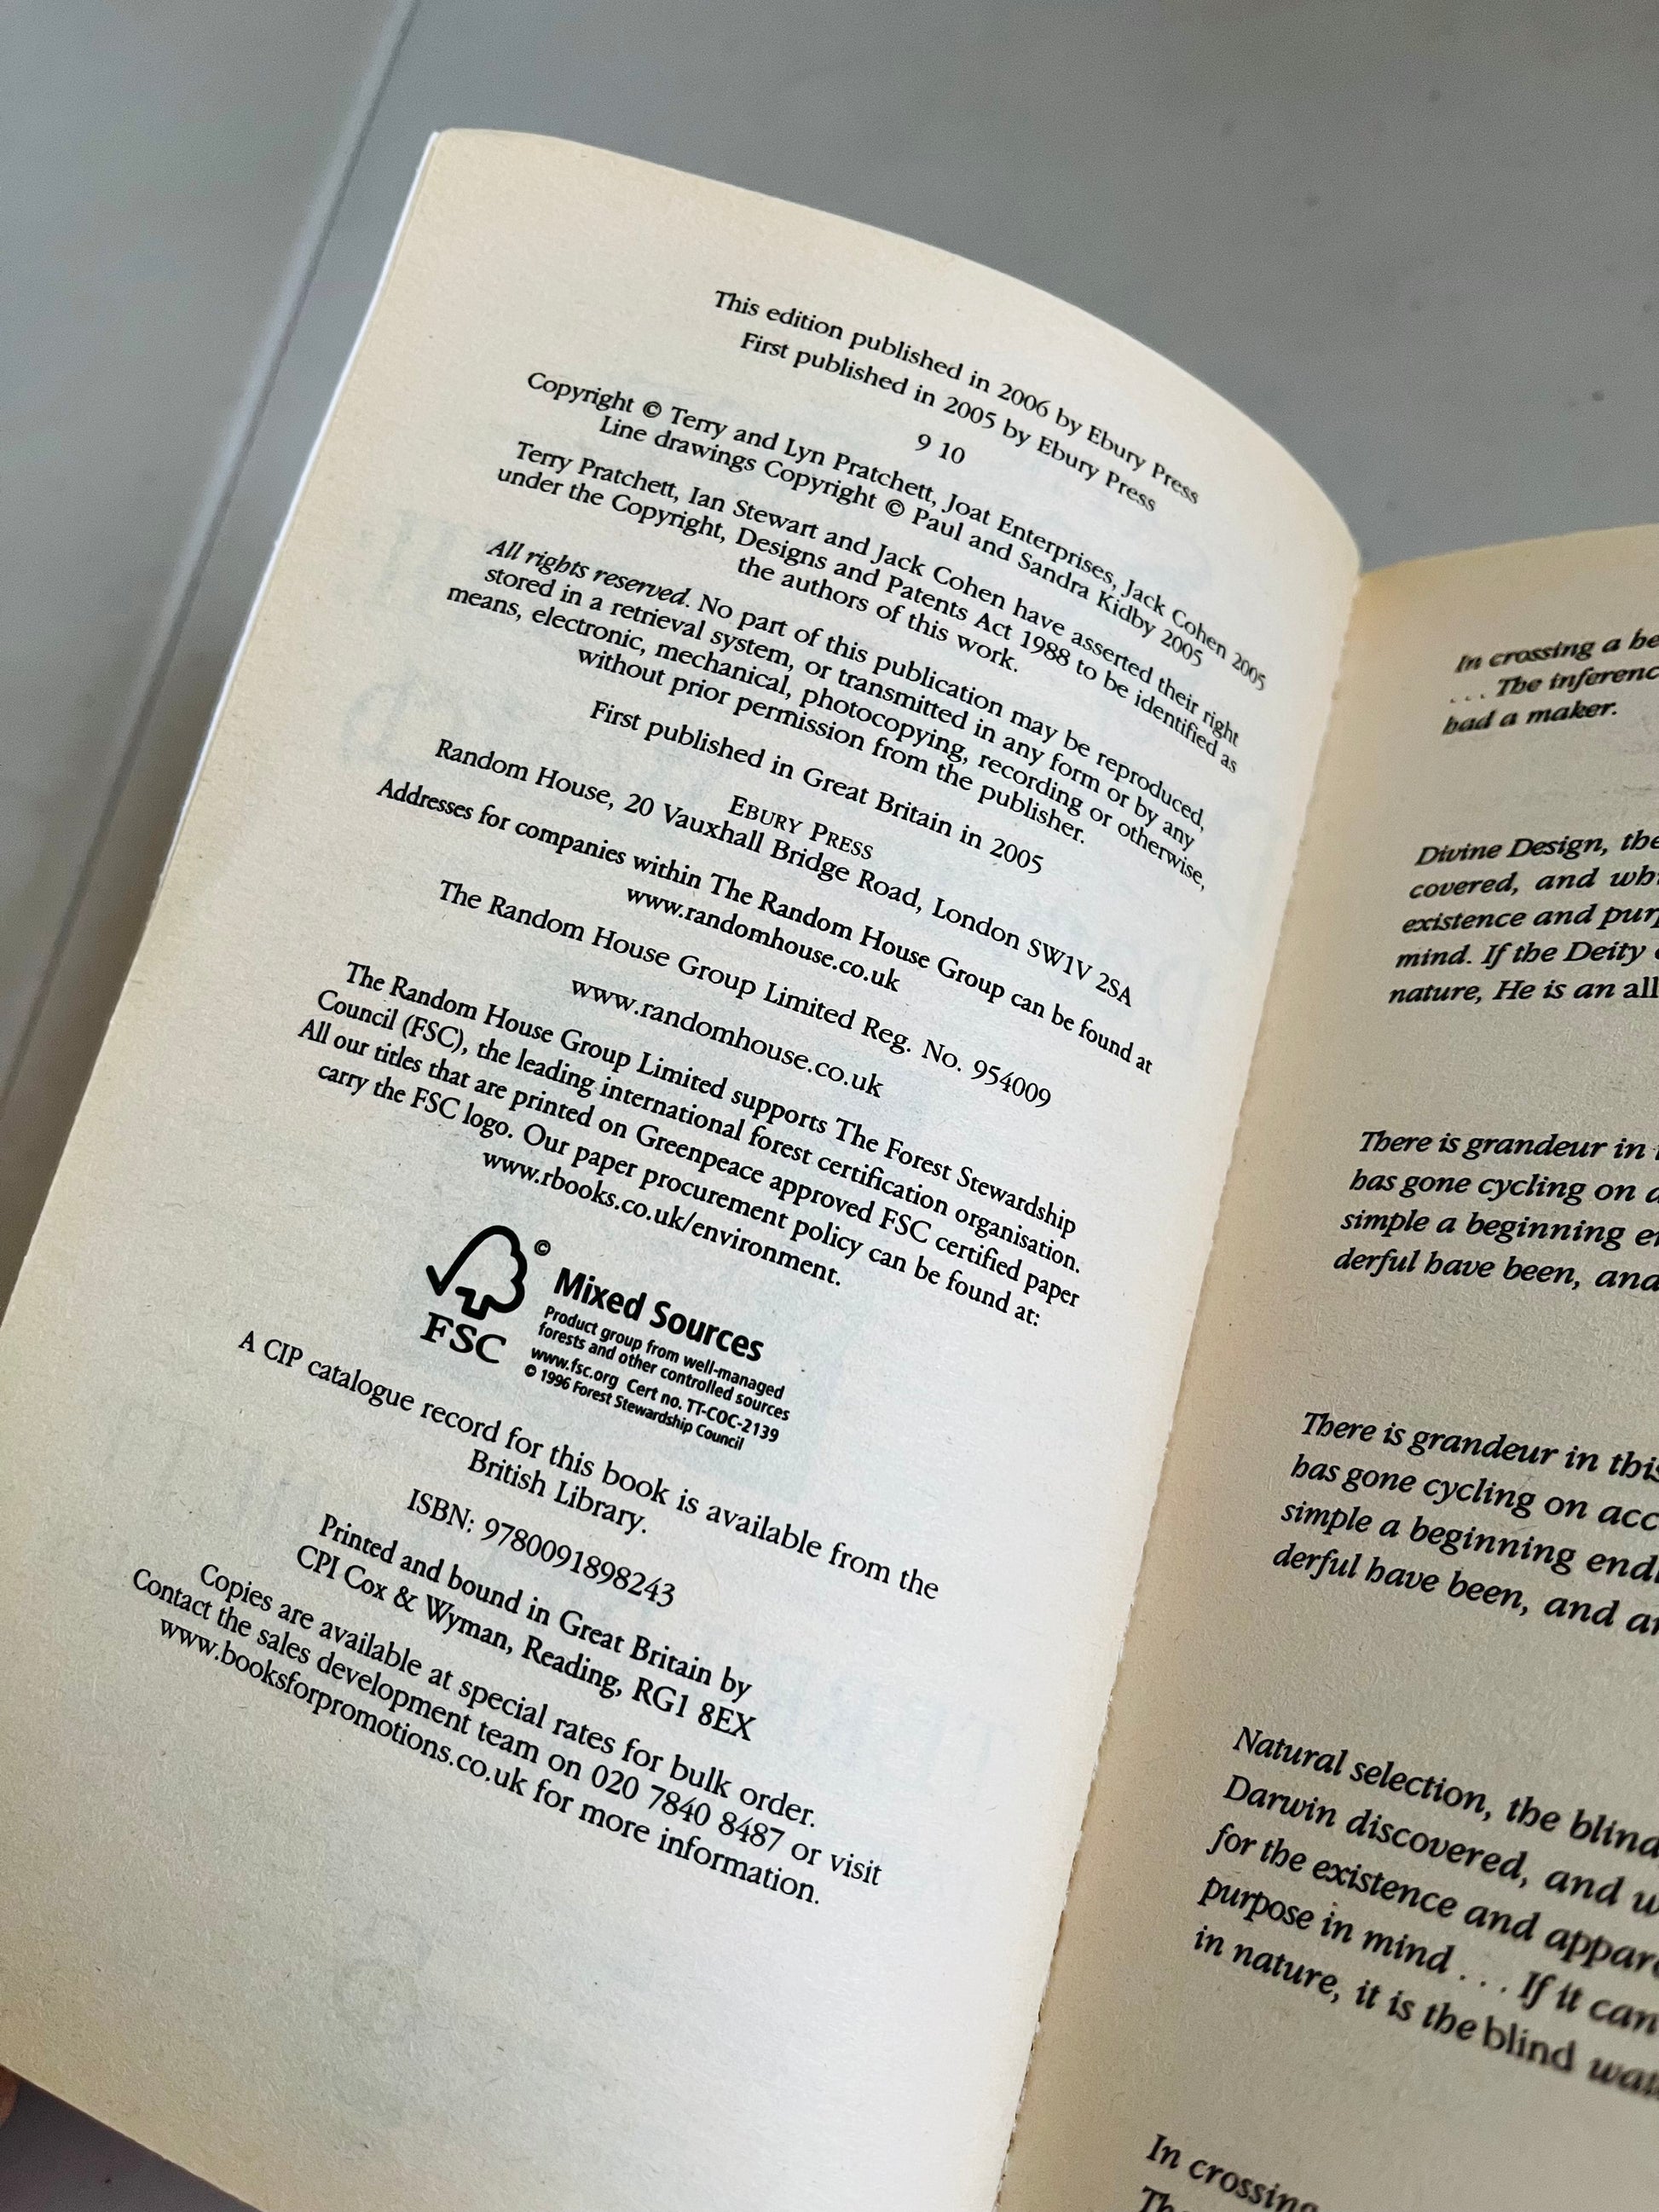 This edition published in 2006 by Ebury Press
First published in 2005 by Ebury Press
9 10
Copyright © Terry and Lyn Pratchett, Joat Enterprises, Jack Cohen 2005
Line drawings Copyright © Paul and Sandra Kidby 2005
Terry Pratchett, Ian Stewart and Jack Cohen have asserted their right
under the Copyright, Designs and Patents Act 1988 to be identified as
the authors of this work.
All rights reserved. No part of this publication may be reproduced,
stored in a retrieval system, or transmitted in any form or by any
means, electronic, mechanical, photocopying, recording or otherwise,
without prior permission from the publisher.
First published in Great Britain in 2005
EBURY PRESS
Random House, 20 Vauxhall Bridge Road, London SW1V 2SA
Addresses for companies within The Random House Group can be found at
www.randomhouse.co.uk
The Random House Group Limited Reg. No. 954009
www.randomhouse.co.uk
The Random House Group Limited supports The Forest Stewardship
Council (FSC), the leading international forest certification organisation.
All our titles that are printed on Greenpeace approved FSC certified paper
carry the FSC logo. Our paper procurement policy can be found at:
www.rbooks.co.uk/environment.
©
FSC
Mixed Sources
Product group from well-managed
forests and other controlled sources
www.fsc.org Cert no. TT-COC-2139
© 1996 Forest Stewardship Council
A CIP catalogue record for this book is available from the
British Library.
ISBN: 9780091898243
Printed and bound in Great Britain by
CPI Cox & Wyman, Reading, RG1 8EX
Copies are available at special rates for bulk order.
Contact the sales development team on 020 7840 8487 or visit
www.booksforpromotions.co.uk for more information.
In crossing a
. . . The
had a maker.
Divine Design, the
covered, and
existence and
mind. If the Deity
nature, He is an all
There is grandeur in
has gone cycling on
simple a beginning
derful have been, and
There is grandeur in this
has gone cycling on
simple a beginning
derful have been, and
Natural selection, the blind
Darwin discovered, and
for the existence and
purpose in mind . . . If it can
in nature, it is the blind
In crossing